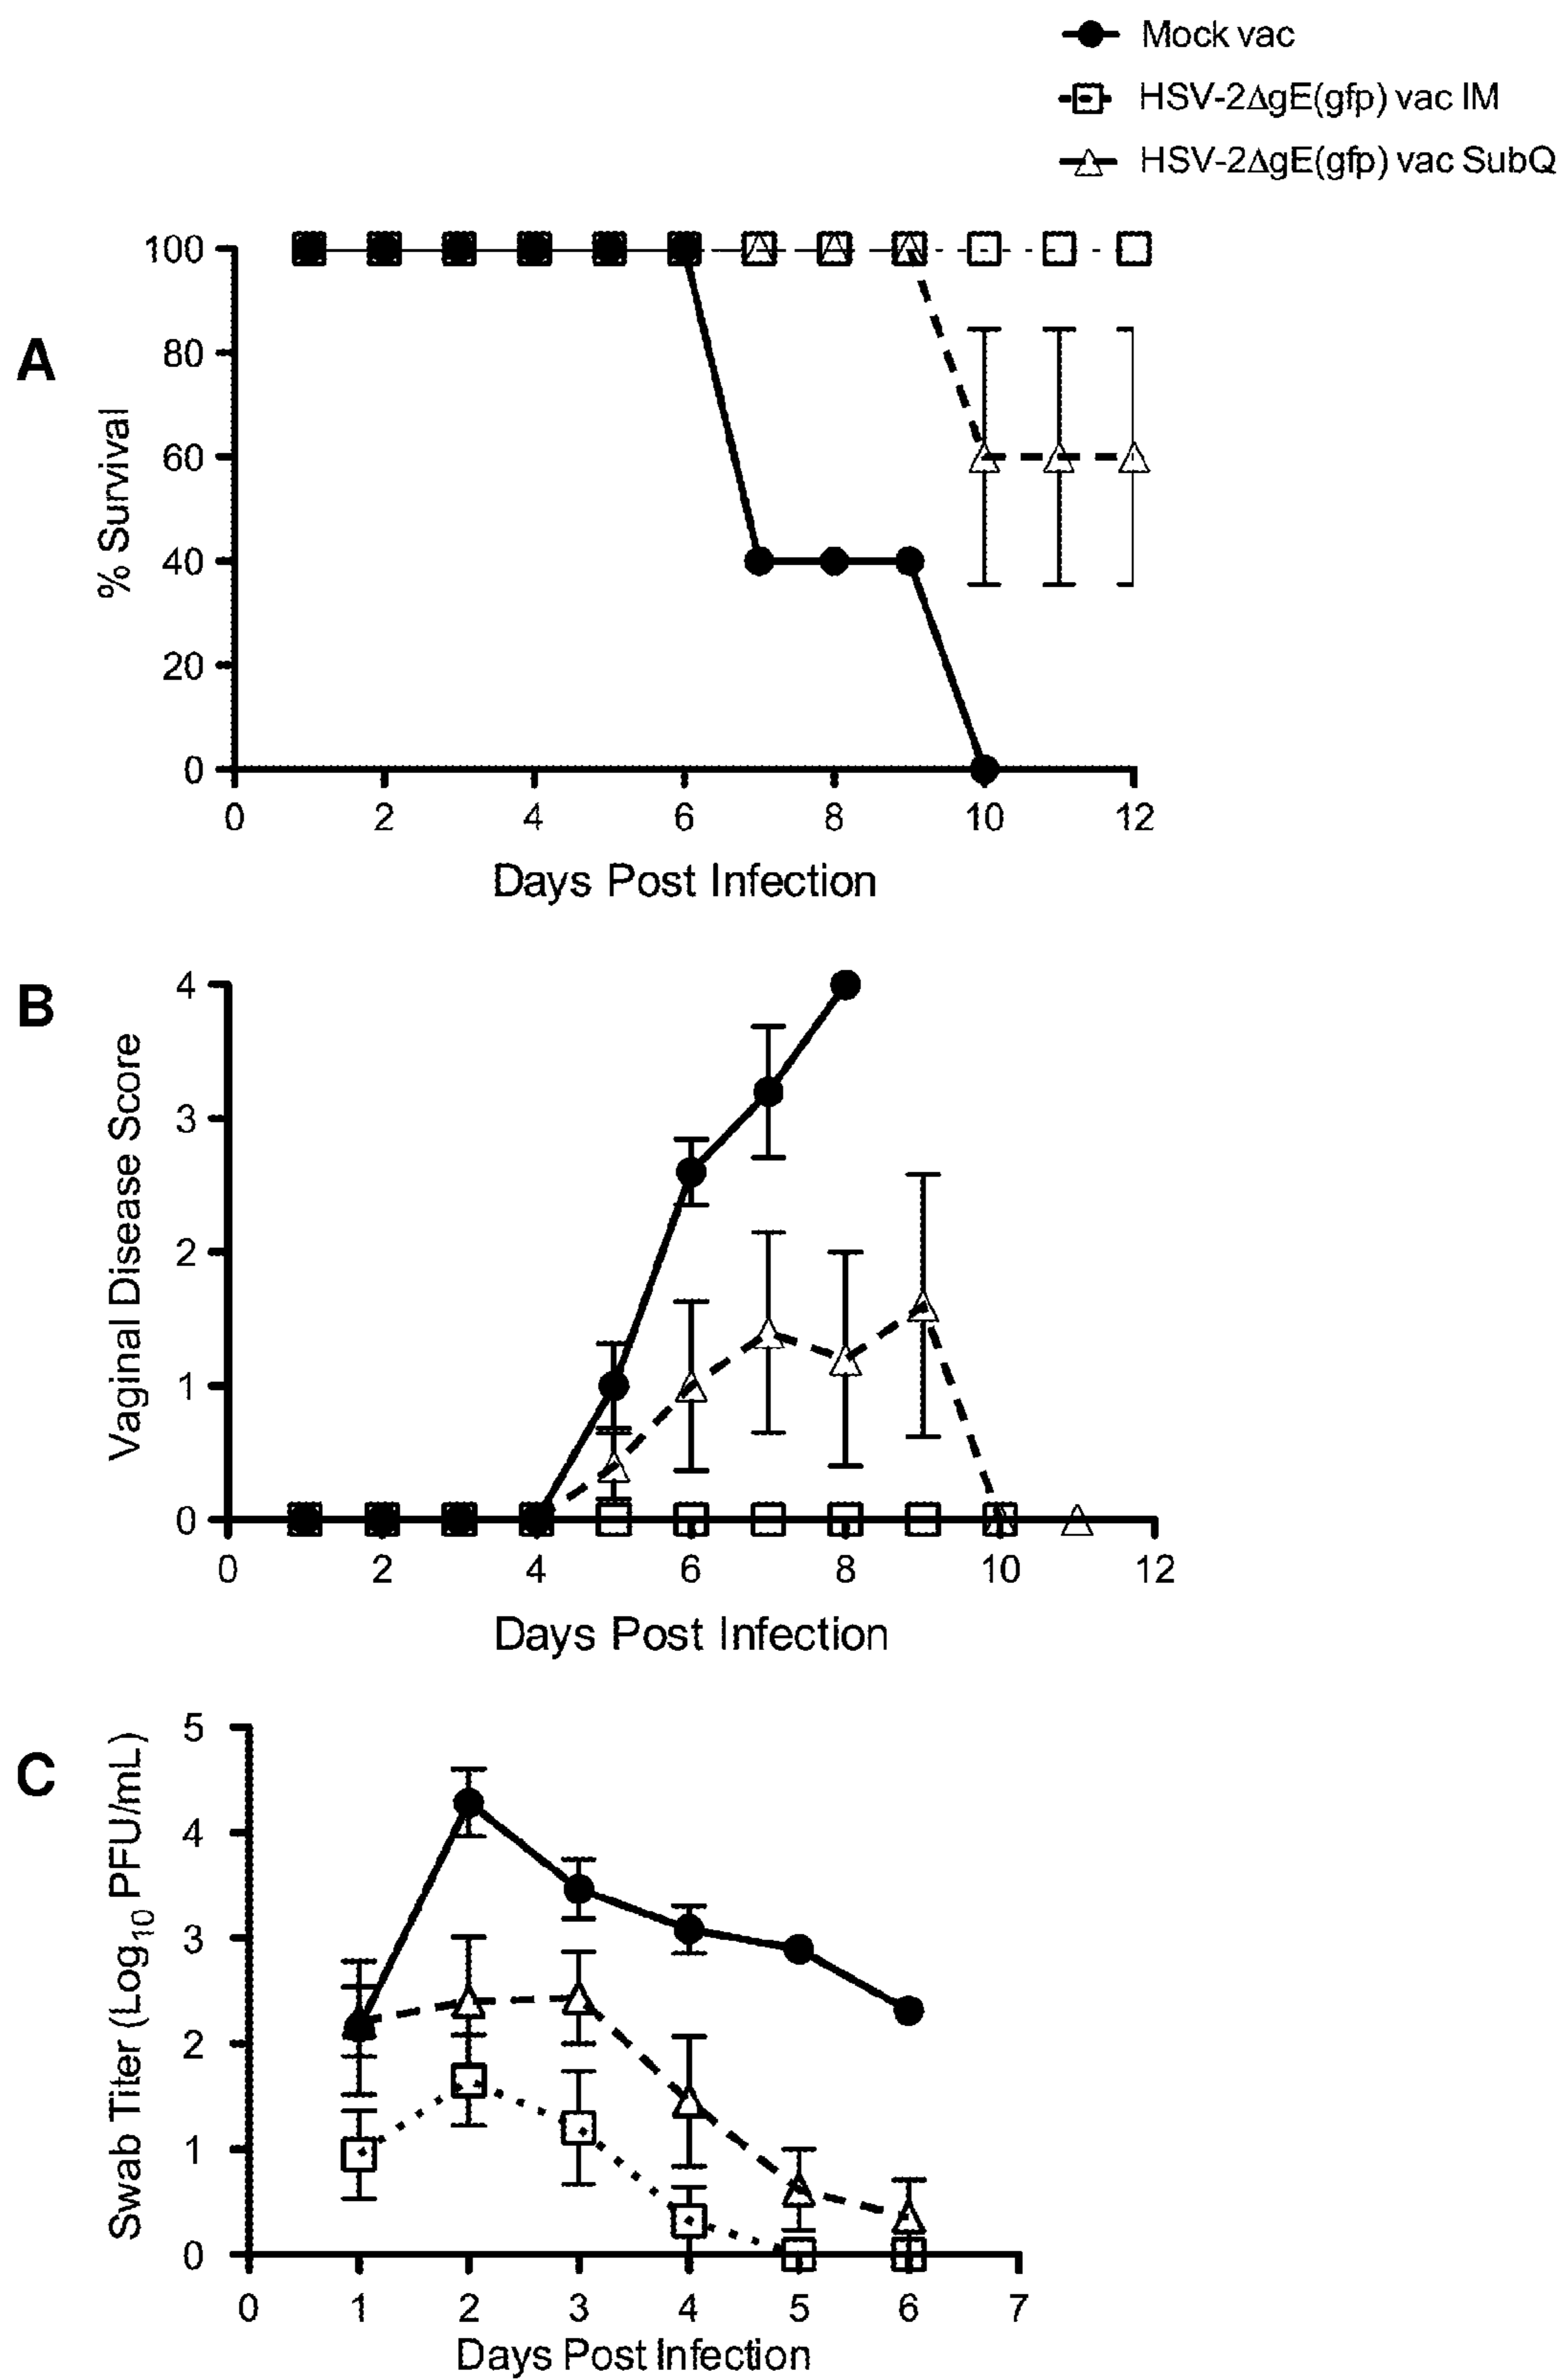 Mock vac
HSV-2ΔgE(gfp) vac IM
HSV-2ΔgE(gfp) vac SubQ
A
% Survival
100
80
60
40
20
0
0 2 4 6 8 10 12
Days Post Infection
B
Vaginal Disease Score
4
3
2
1
0
0 2 4 6 8 10 12
Days Post Infection
C
Swab Titer (Log10 PFU/mL)
5
4
3
2
1
0
0 1 2 3 4 5 6 7
Days Post Infection